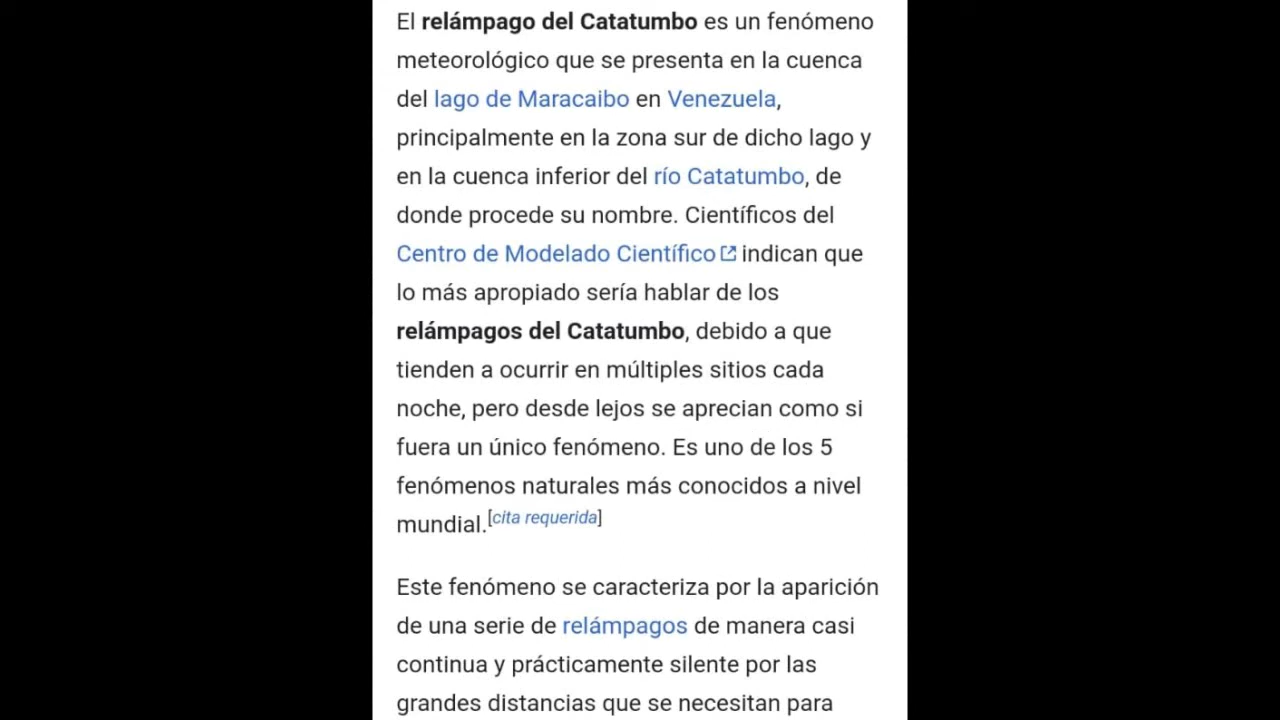 El relámpago del Catatumbo es un fenómeno
meteorológico que se presenta en la cuenca
del lago de Maracaibo en Venezuela,
principalmente en la zona sur de dicho lago y
en la cuenca inferior del río Catatumbo, de
donde procede su nombre. Científicos del
Centro de Modelado Científico indican que
lo más apropiado sería hablar de los
relámpagos del Catatumbo, debido a que
tienden a ocurrir en múltiples sitios cada
noche, pero desde lejos se aprecian como si
fuera un único fenómeno. Es uno de los 5
fenómenos naturales más conocidos a nivel
mundial.[cita requerida]
Este fenómeno se caracteriza por la aparición
de una serie de relámpagos de manera casi
continua y prácticamente silente por las
grandes distancias que se necesitan para